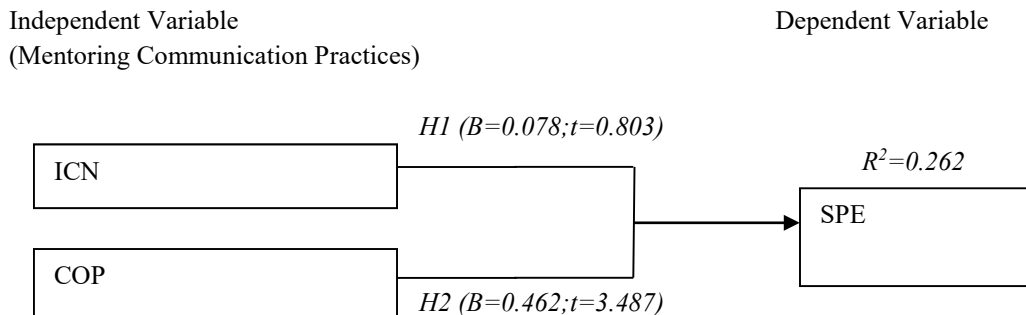 Independent Variable
Dependent Variable
(Mentoring Communication Practices)
H1 (B=0.078;t=0.803)
ICN
R²=0.262
SPE
COP
H2 (B=0.462;t=3.487)